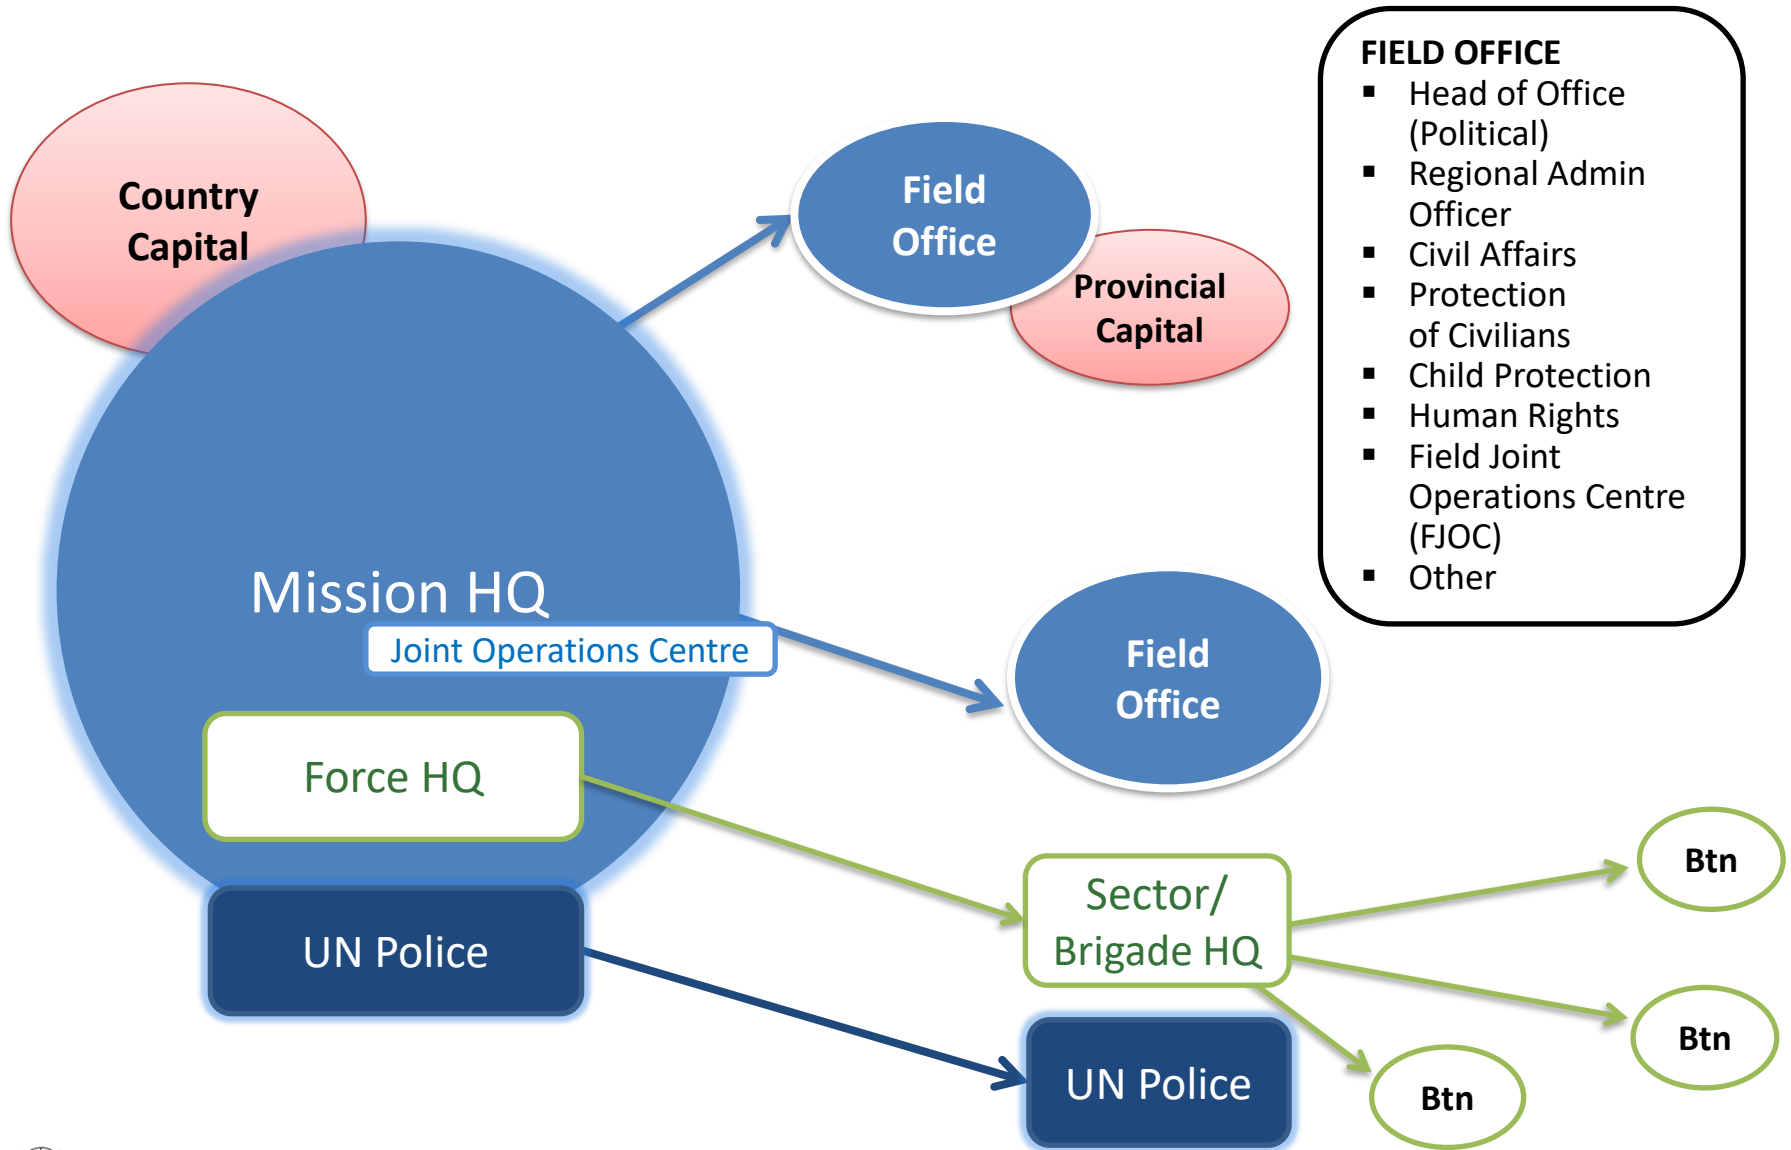 Country
Capital
Field
Office
Provincial
Capital
FIELD OFFICE
▪ Head of Office
(Political)
▪ Regional Admin
Officer
▪ Civil Affairs
▪ Protection
of Civilians
▪ Child Protection
▪ Human Rights
▪ Field Joint
Operations Centre
(FJOC)
▪ Other
Mission HQ
Joint Operations Centre
Field
Office
Force HQ
Sector/
Brigade HQ
Btn
UN Police
Btn
UN Police
Btn